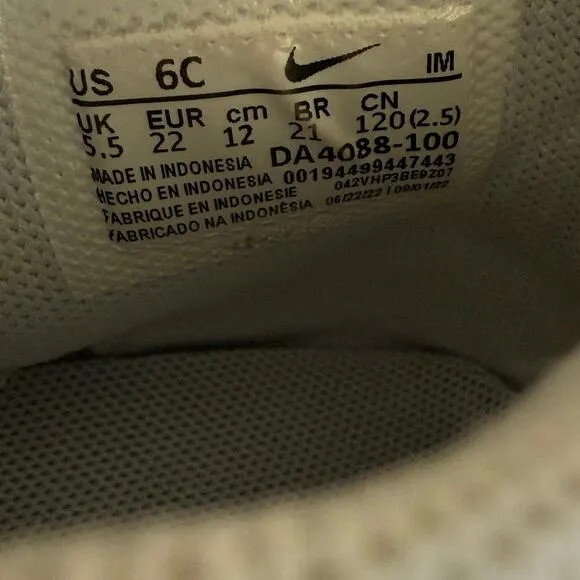 US 6C IM
UK EUR cm BR CN
5.5 22 12 21 120(2.5)
MADE IN INDONESIA DA4088-100
HECHO EN INDONESIA 00194499447443
FABRIQUE EN INDONESIE 042VHP3BE9Z07
FABRICADO NA INDONÉSIA 06/22/22 | 09/01/22